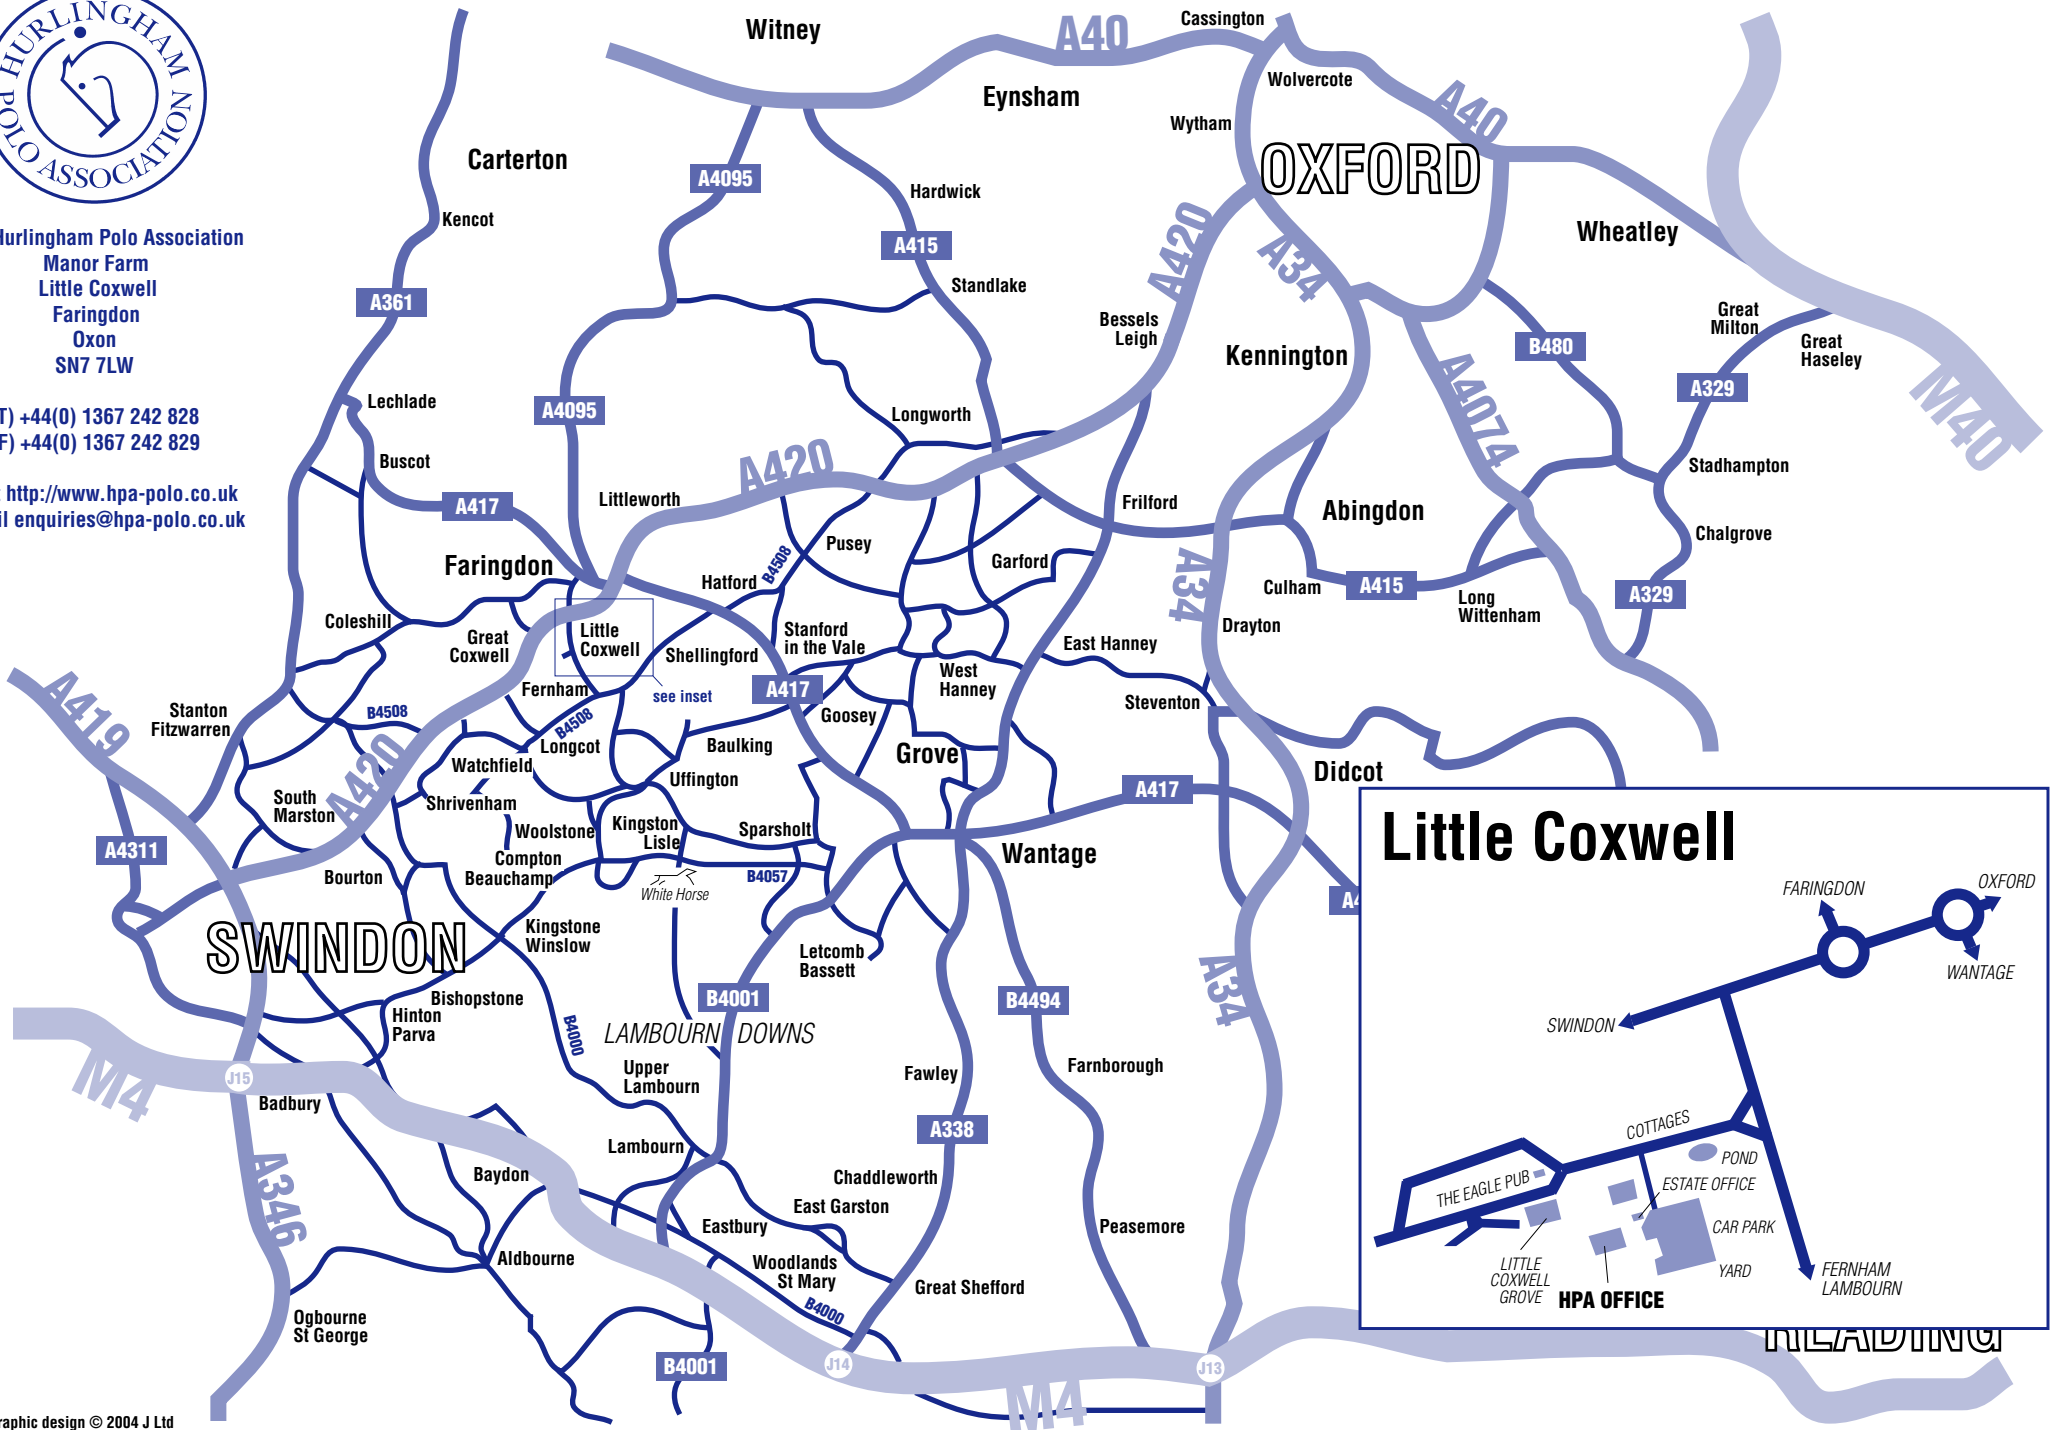 HURLINGHAM
POLO ASSOCIATION
Hurlingham Polo Association
Manor Farm
Little Coxwell
Faringdon
Oxon
SN7 7LW
T) +44(0) 1367 242 828
F) +44(0) 1367 242 829
: http://www.hpa-polo.co.uk
il enquiries@hpa-polo.co.uk
Witney
A40
Cassington
Eynsham
Wolvercote
A40
Wytham
OXFORD
Carterton
A4095
Hardwick
Kencot
A415
A420
A34
Wheatley
A361
Standlake
Bessels
Leigh
Kennington
B480
Great
Milton
Great
Haseley
A329
M40
Lechlade
A4095
Longworth
A4074
Buscot
A420
Stadhampton
A417
Littleworth
Frilford
Abingdon
Chalgrove
Faringdon
Hatford
B4508
Pusey
Garford
A34
Culham
A415
Long
Wittenham
A329
Coleshill
Great
Coxwell
Little
Coxwell
Shellingford
Stanford
in the Vale
East Hanney
Drayton
A419
Stanton
Fitzwarren
B4508
Fernham
see inset
A417
West
Hanney
Steventon
B4508
Goosey
A420
Longcot
Baulking
Grove
Watchfield
Uffington
Didcot
A417
South
Marston
Shrivenham
A4311
Woolstone
Kingston
Lisle
Sparsholt
Wantage
Compton
Beauchamp
Bourton
White Horse
B4057
A4
SWINDON
Kingstone
Winslow
Letcomb
Bassett
A34
Bishopstone
B4001
B4494
Hinton
Parva
B4000
LAMBOURN DOWNS
M4
J15
Upper
Lambourn
Fawley
Farnborough
Badbury
A338
Lambourn
A346
Baydon
Chaddleworth
East Garston
Eastbury
Peasemore
Aldbourne
Woodlands
St Mary
Great Shefford
B4000
Ogbourne
St George
B4001
J14
J13
M4
READING
Little Coxwell
FARINGDON
OXFORD
WANTAGE
SWINDON
COTTAGES
POND
THE EAGLE PUB
ESTATE OFFICE
CAR PARK
YARD
LITTLE
COXWELL
GROVE
HPA OFFICE
FERNHAM
LAMBOURN
raphic design © 2004 J Ltd